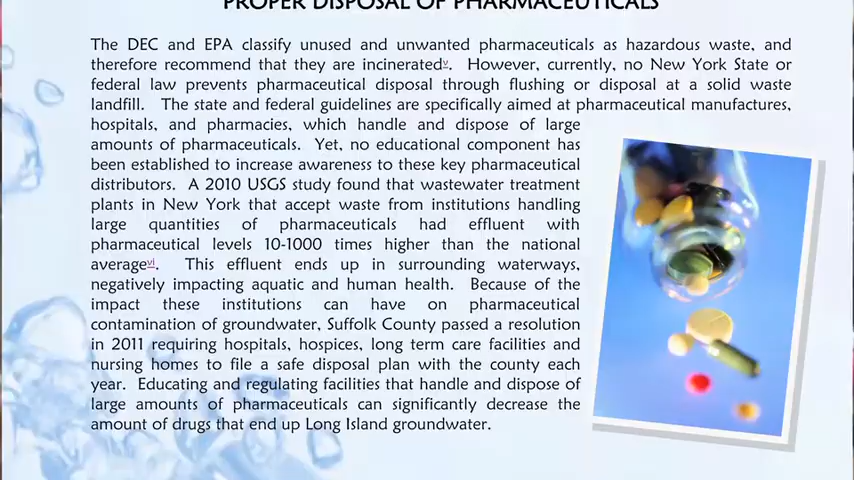 PROPER DISPOSAL OF PHARMACEUTICALS
The DEC and EPA classify unused and unwanted pharmaceuticals as hazardous waste, and
therefore recommend that they are incineratedv. However, currently, no New York State or
federal law prevents pharmaceutical disposal through flushing or disposal at a solid waste
landfill. The state and federal guidelines are specifically aimed at pharmaceutical manufactures,
hospitals, and pharmacies, which handle and dispose of large
amounts of pharmaceuticals. Yet, no educational component has
been established to increase awareness to these key pharmaceutical
distributors. A 2010 USGS study found that wastewater treatment
plants in New York that accept waste from institutions handling
large quantities of pharmaceuticals had effluent with
pharmaceutical levels 10-1000 times higher than the national
averagevi. This effluent ends up in surrounding waterways,
negatively impacting aquatic and human health. Because of the
impact these institutions can have on pharmaceutical
contamination of groundwater, Suffolk County passed a resolution
in 2011 requiring hospitals, hospices, long term care facilities and
nursing homes to file a safe disposal plan with the county each
year. Educating and regulating facilities that handle and dispose of
large amounts of pharmaceuticals can significantly decrease the
amount of drugs that end up Long Island groundwater.